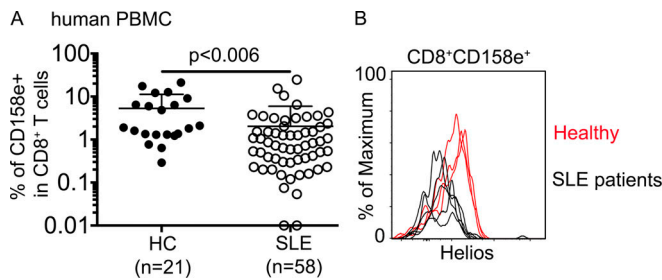 A human PBMC
% of CD158e+
in CD8⁺ T cells
100
10
1
0.1
0.01
p<0.006
HC
(n=21)
SLE
(n=58)
B
CD8⁺CD158e⁺
% of Maximum
100
0
Helios
Healthy
SLE patients